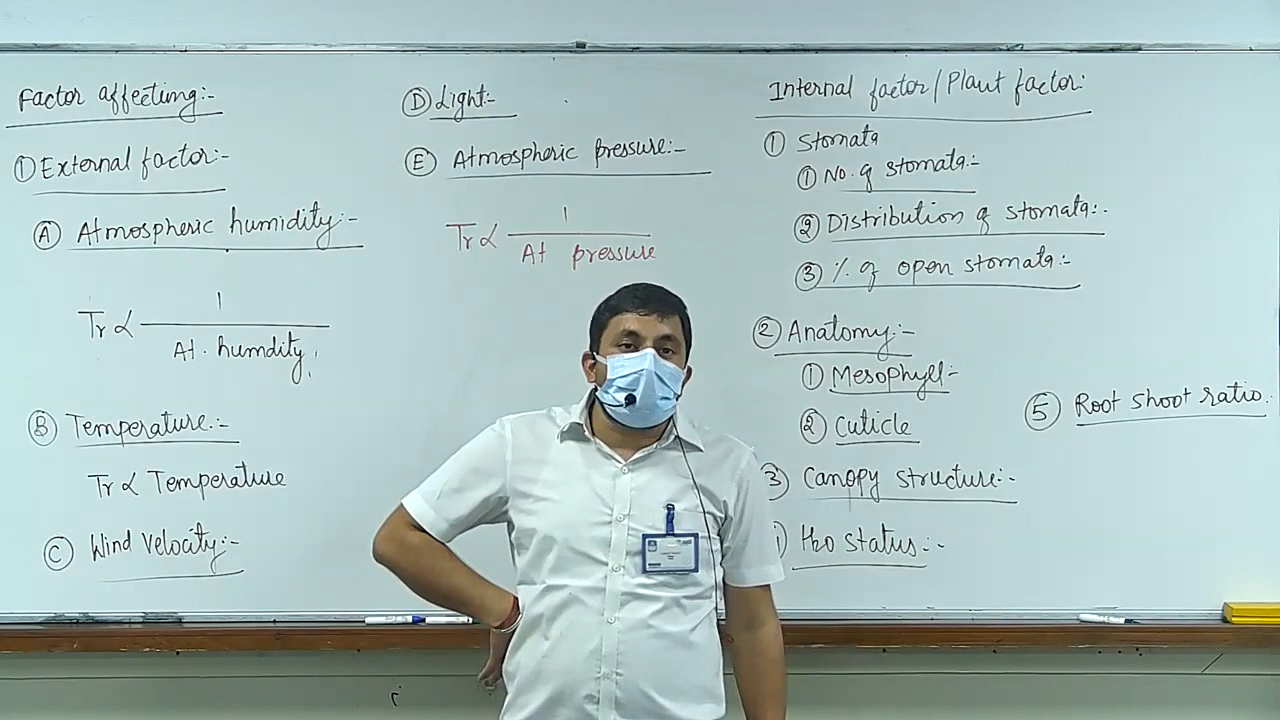 Factor affecting:-
① External factor:-
Ⓐ Atmospheric humidity:-
Tr ∝ 1
At. humdity
Ⓑ Temperature:-
Tr ∝ Temperature
Ⓒ Wind velocity:-
Ⓓ Light:-
Ⓔ Atmospheric pressure:-
Tr ∝ 1
At pressure
Internal factor/Plant factor:
① Stomata
① No. of stomata:-
② Distribution of stomata:-
③ % of open stomata:-
② Anatomy:-
① Mesophyll:-
② Cuticle
③ Canopy structure:-
H2O status:-
⑤ Root shoot ratio.